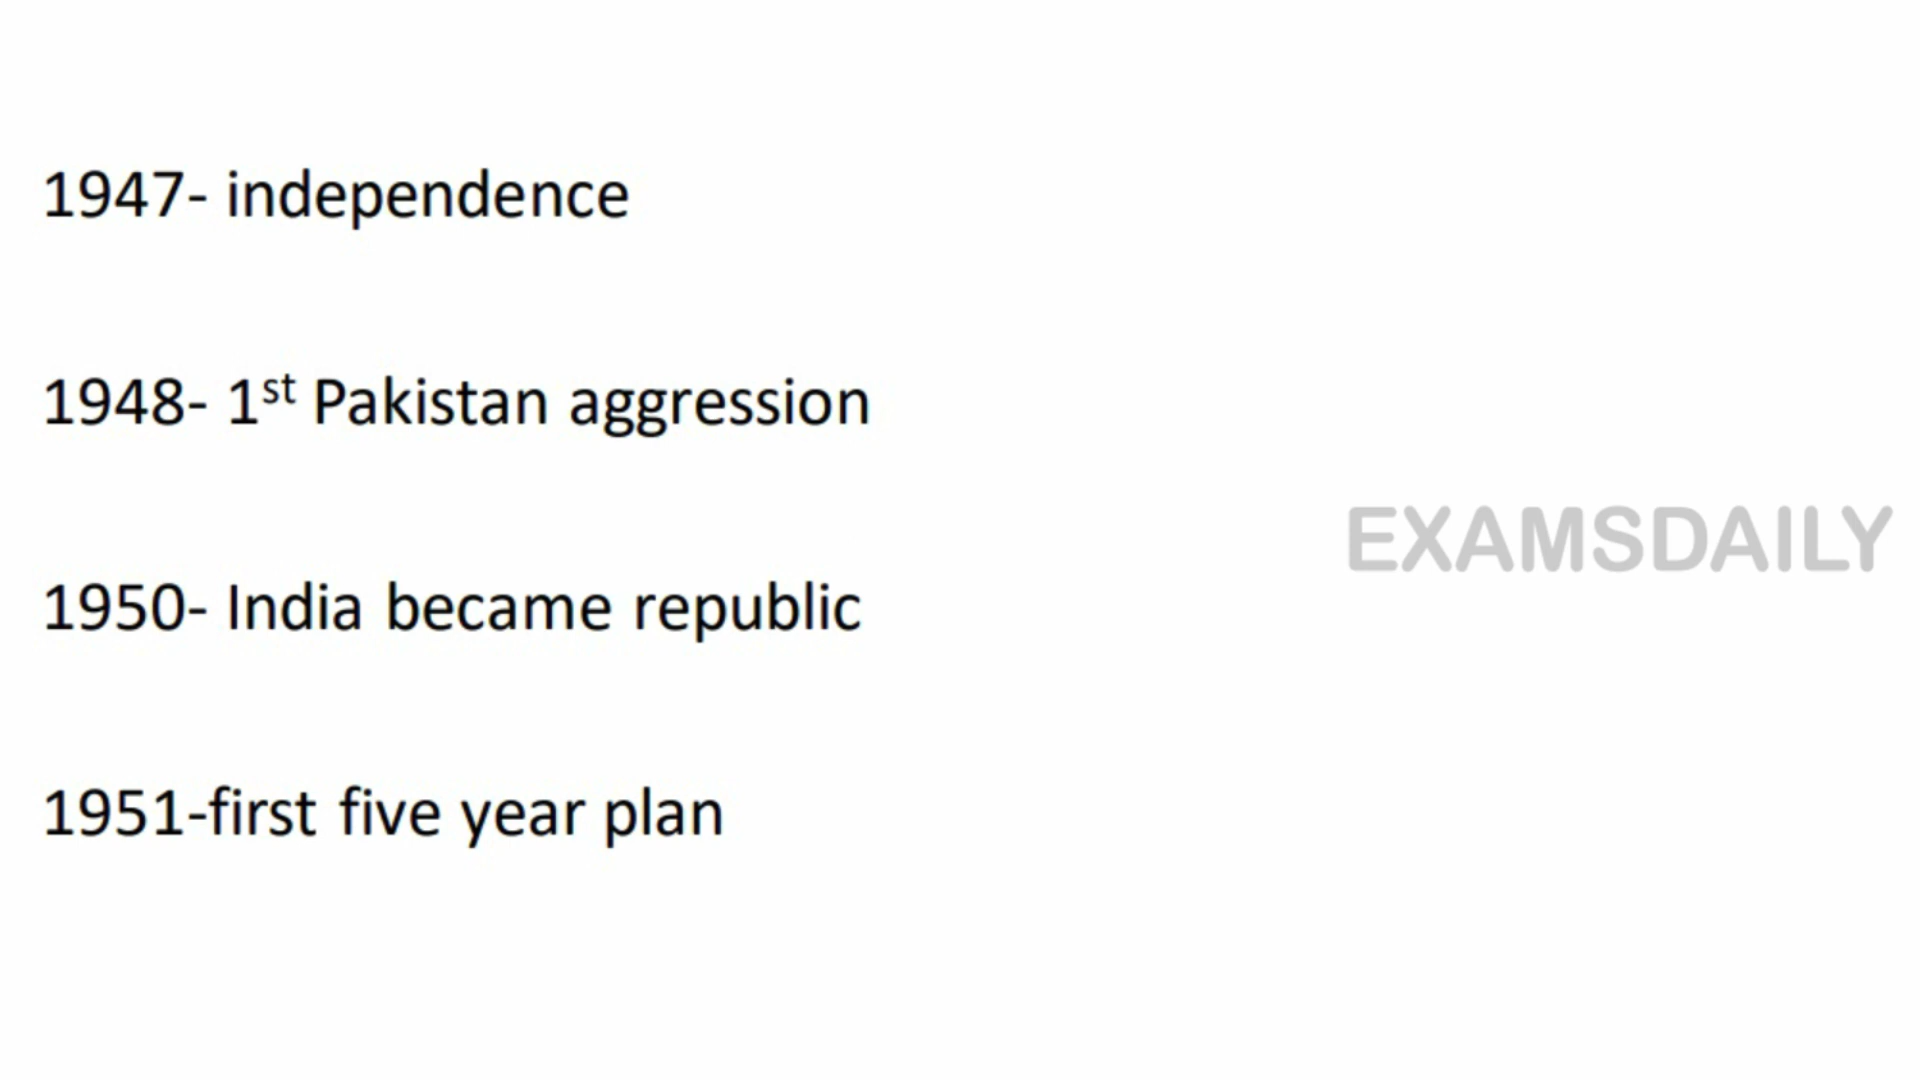 1947- independence
1948- 1st Pakistan aggression
EXAMSDAILY
1950- India became republic
1951-first five year plan